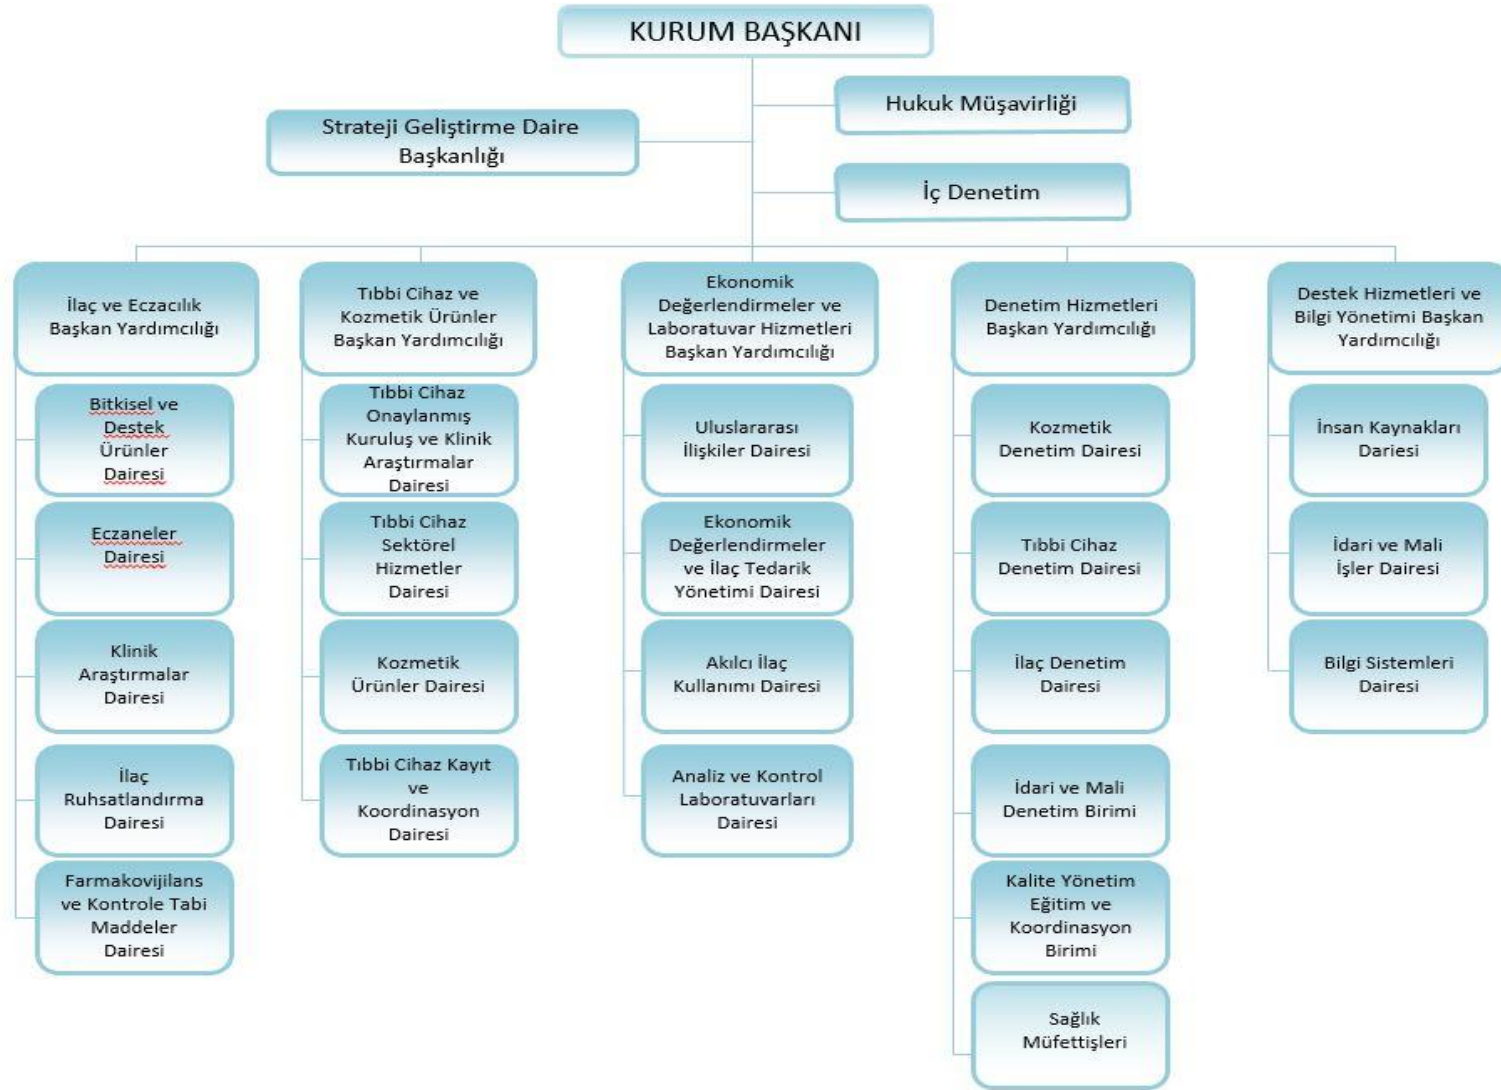 KURUM BAŞKANI
Hukuk Müşavirliği
Strateji Geliştirme Daire
Başkanlığı
İç Denetim
İlaç ve Eczacılık
Başkan Yardımcılığı
Bitkisel ve
Destek
Ürünler
Dairesi
Eczaneler
Dairesi
Klinik
Araştırmalar
Dairesi
İlaç
Ruhsatlandırma
Dairesi
Farmakovijilans
ve Kontrole Tabi
Maddeler
Dairesi
Tıbbi Cihaz ve
Kozmetik Ürünler
Başkan Yardımcılığı
Tıbbi Cihaz
Onaylanmış
Kuruluş ve Klinik
Araştırmalar
Dairesi
Tıbbi Cihaz
Sektörel
Hizmetler
Dairesi
Kozmetik
Ürünler Dairesi
Tıbbi Cihaz Kayıt
ve
Koordinasyon
Dairesi
Ekonomik
Değerlendirmeler ve
Laboratuvar Hizmetleri
Başkan Yardımcılığı
Uluslararası
İlişkiler Dairesi
Ekonomik
Değerlendirmeler
ve İlaç Tedarik
Yönetimi Dairesi
Akılcı İlaç
Kullanımı Dairesi
Analiz ve Kontrol
Laboratuvarları
Dairesi
Denetim Hizmetleri
Başkan Yardımcılığı
Kozmetik
Denetim Dairesi
Tıbbi Cihaz
Denetim Dairesi
İlaç Denetim
Dairesi
İdari ve Mali
Denetim Birimi
Kalite Yönetim
Eğitim ve
Koordinasyon
Birimi
Sağlık
Müfettişleri
Destek Hizmetleri ve
Bilgi Yönetimi Başkan
Yardımcılığı
İnsan Kaynakları
Dariesi
İdari ve Mali
İşler Dairesi
Bilgi Sistemleri
Dairesi